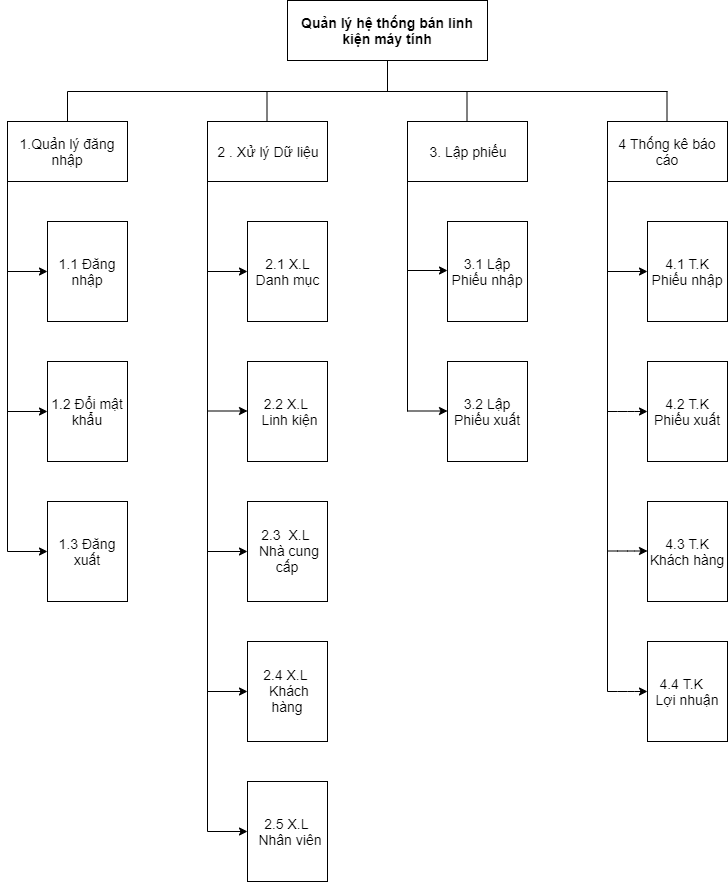 Quản lý hệ thống bán linh
kiện máy tính
1.Quản lý đăng
nhập
1.1 Đăng
nhập
1.2 Đổi mật
khẩu
1.3 Đăng
xuất
2 . Xử lý Dữ liệu
2.1 X.L
Danh mục
2.2 X.L
Linh kiện
2.3 X.L
Nhà cung
cấp
2.4 X.L
Khách
hàng
2.5 X.L
Nhân viên
3. Lập phiếu
3.1 Lập
Phiếu nhập
3.2 Lập
Phiếu xuất
4 Thống kê báo
cáo
4.1 T.K
Phiếu nhập
4.2 T.K
Phiếu xuất
4.3 T.K
Khách hàng
4.4 T.K
Lợi nhuận